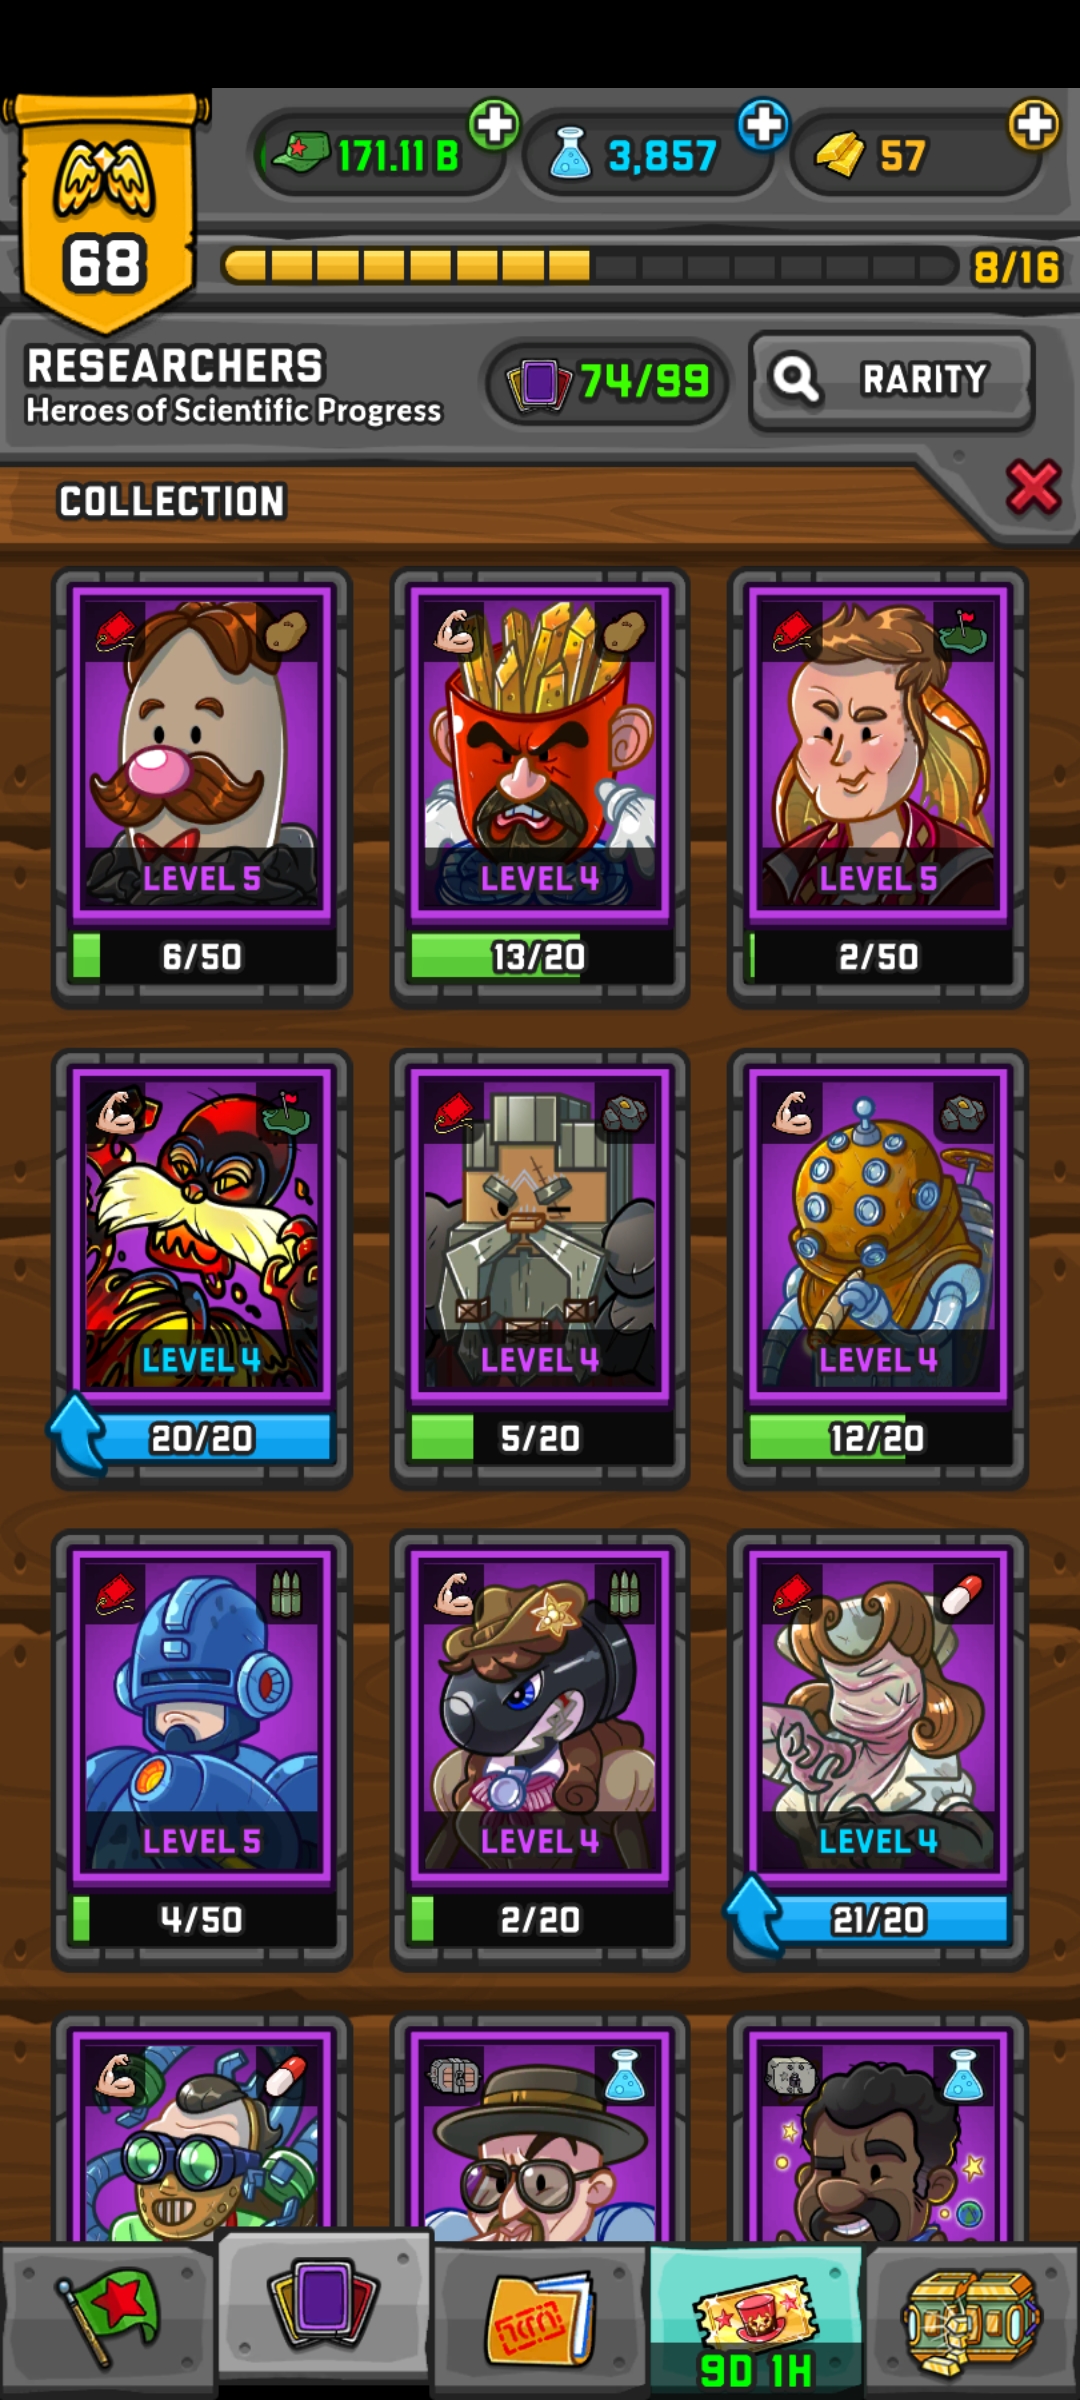 171.11 B
3,857
57
68
8/16
RESEARCHERS
Heroes of Scientific Progress
74/99
RARITY
COLLECTION
LEVEL 5
LEVEL 4
LEVEL 5
6/50
13/20
2/50
LEVEL 4
LEVEL 4
LEVEL 4
20/20
5/20
12/20
LEVEL 5
LEVEL 4
LEVEL 4
4/50
2/20
21/20
9D 1H